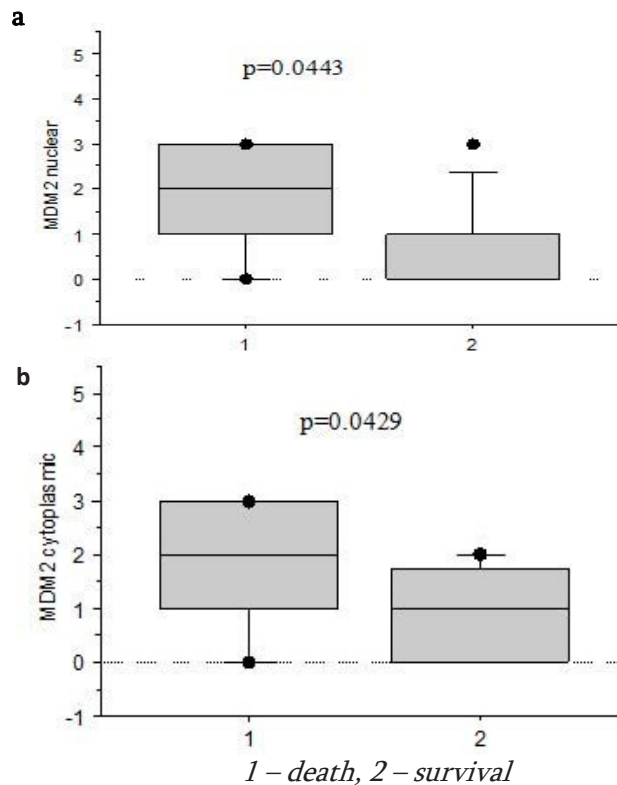 a
p=0.0443
MDM2 nuclear
5
4
3
2
1
0
-1
1 2
b
p=0.0429
MDM2 cytoplasmic
5
4
3
2
1
0
-1
1 2
1 – death, 2 – survival